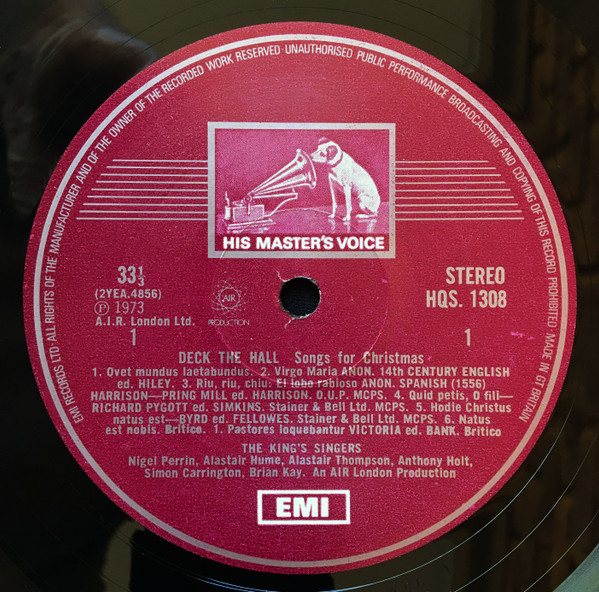 EMI RECORDS LTD· ALL RIGHTS OF THE MANUFACTURER AND OF THE OWNER OF THE RECORDED WORK RESERVED· UNAUTHORISED PUBLIC PERFORMANCE BROADCASTING AND COPYING OF THIS RECORD PROHIBITED· MADE IN GT BRITAIN
HIS MASTER'S VOICE
33⅓
(2YEA.4856)
Ⓟ 1973
A.I.R. London Ltd.
1
AIR
PRODUCTION
STEREO
HQS. 1308
1
DECK THE HALL Songs for Christmas
1. Ovet mundus laetabundus. 2. Virgo Maria ANON. 14th CENTURY ENGLISH
ed. HILEY. 3. Riu, riu, chiu: El lobo rabioso ANON. SPANISH (1556)
HARRISON—PRING MILL ed. HARRISON. O.U.P. MCPS. 4. Quid petis, O fili—
RICHARD PYGOTT ed. SIMKINS. Stainer & Bell Ltd. MCPS. 5. Hodie Christus
natus est—BYRD ed. FELLOWES. Stainer & Bell Ltd. MCPS. 6. Natus
est nobis. Britico. 1. Pastores loquebantur VICTORIA ed. BANK. Britico
THE KING'S SINGERS
Nigel Perrin, Alastair Hume, Alastair Thompson, Anthony Holt,
Simon Carrington, Brian Kay. An AIR London Production
EMI